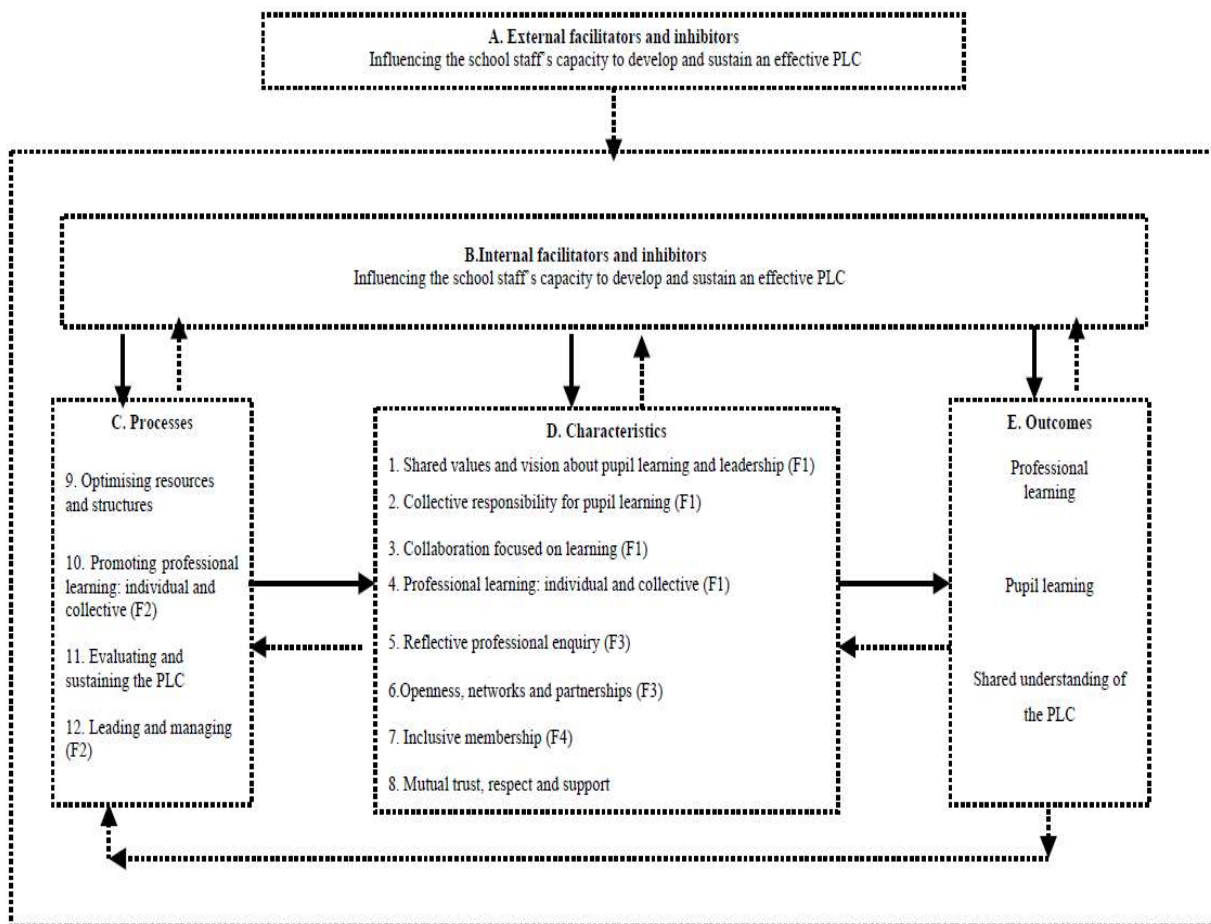 A. External facilitators and inhibitors
Influencing the school staff's capacity to develop and sustain an effective PLC
B.Internal facilitators and inhibitors
Influencing the school staff's capacity to develop and sustain an effective PLC
C. Processes
9. Optimising resources
and structures
10. Promoting professional
learning: individual and
collective (F2)
11. Evaluating and
sustaining the PLC
12. Leading and managing
(F2)
D. Characteristics
1. Shared values and vision about pupil learning and leadership (F1)
2. Collective responsibility for pupil learning (F1)
3. Collaboration focused on learning (F1)
4. Professional learning: individual and collective (F1)
5. Reflective professional enquiry (F3)
6.Openness, networks and partnerships (F3)
7. Inclusive membership (F4)
8. Mutual trust, respect and support
E. Outcomes
Professional
learning
Pupil learning
Shared understanding of
the PLC